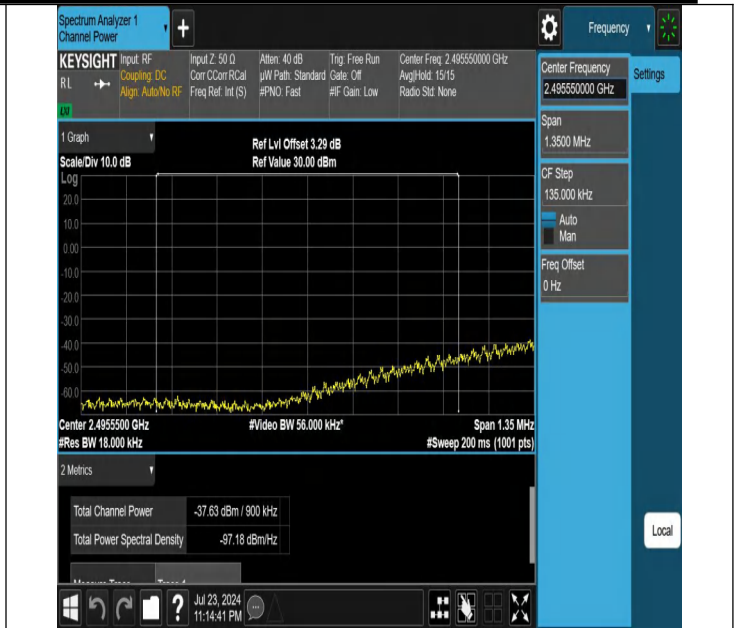 Spectrum Analyzer 1
Channel Power
+
Frequency
KEYSIGHT
RL
LXI
Input: RF
Coupling: DC
Align: Auto/No RF
Input Z: 50 Ω
Corr CCorr RCal
Freq Ref: Int (S)
Atten: 40 dB
µW Path: Standard
#PNO: Fast
Trig: Free Run
Gate: Off
#IF Gain: Low
Center Freq: 2.495550000 GHz
Avg|Hold: 15/15
Radio Std: None
Center Frequency
2.495550000 GHz
Settings
Span
1.3500 MHz
CF Step
135.000 kHz
Auto
Man
Freq Offset
0 Hz
1 Graph
Scale/Div 10.0 dB
Ref Lvl Offset 3.29 dB
Ref Value 30.00 dBm
Log
20.0
10.0
0.00
-10.0
-20.0
-30.0
-40.0
-50.0
-60.0
Center 2.4955500 GHz
#Video BW 56.000 kHz*
Span 1.35 MHz
#Res BW 18.000 kHz
#Sweep 200 ms (1001 pts)
2 Metrics
Total Channel Power -37.63 dBm / 900 kHz
Total Power Spectral Density -97.18 dBm/Hz
Local
?
Jul 23, 2024
11:14:41 PM